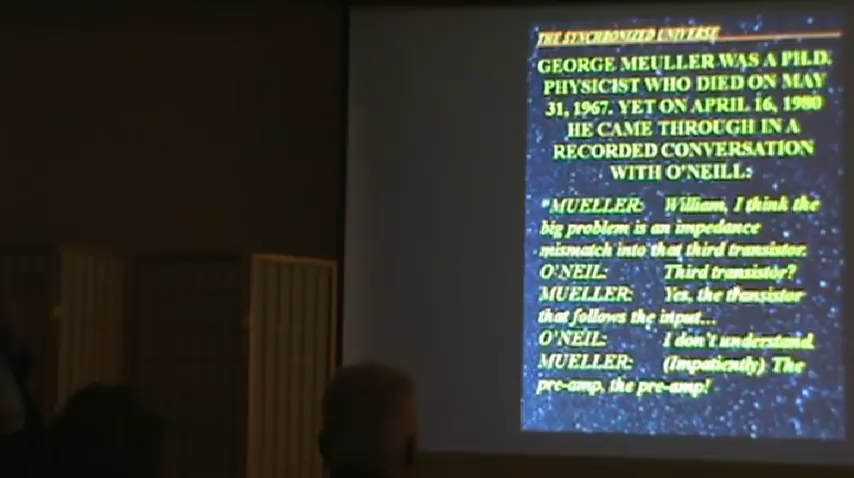 THE SYNCHRONIZED UNIVERSE
GEORGE MEULLER WAS A PH.D.
PHYSICIST WHO DIED ON MAY
31, 1967. YET ON APRIL 16, 1980
HE CAME THROUGH IN A
RECORDED CONVERSATION
WITH O'NEILL:
"MUELLER: William, I think the
big problem is an impedance
mismatch into that third transistor.
O'NEIL: Third transistor?
MUELLER: Yes, the transistor
that follows the input...
O'NEIL: I don't understand.
MUELLER: (Impatiently) The
pre-amp, the pre-amp!